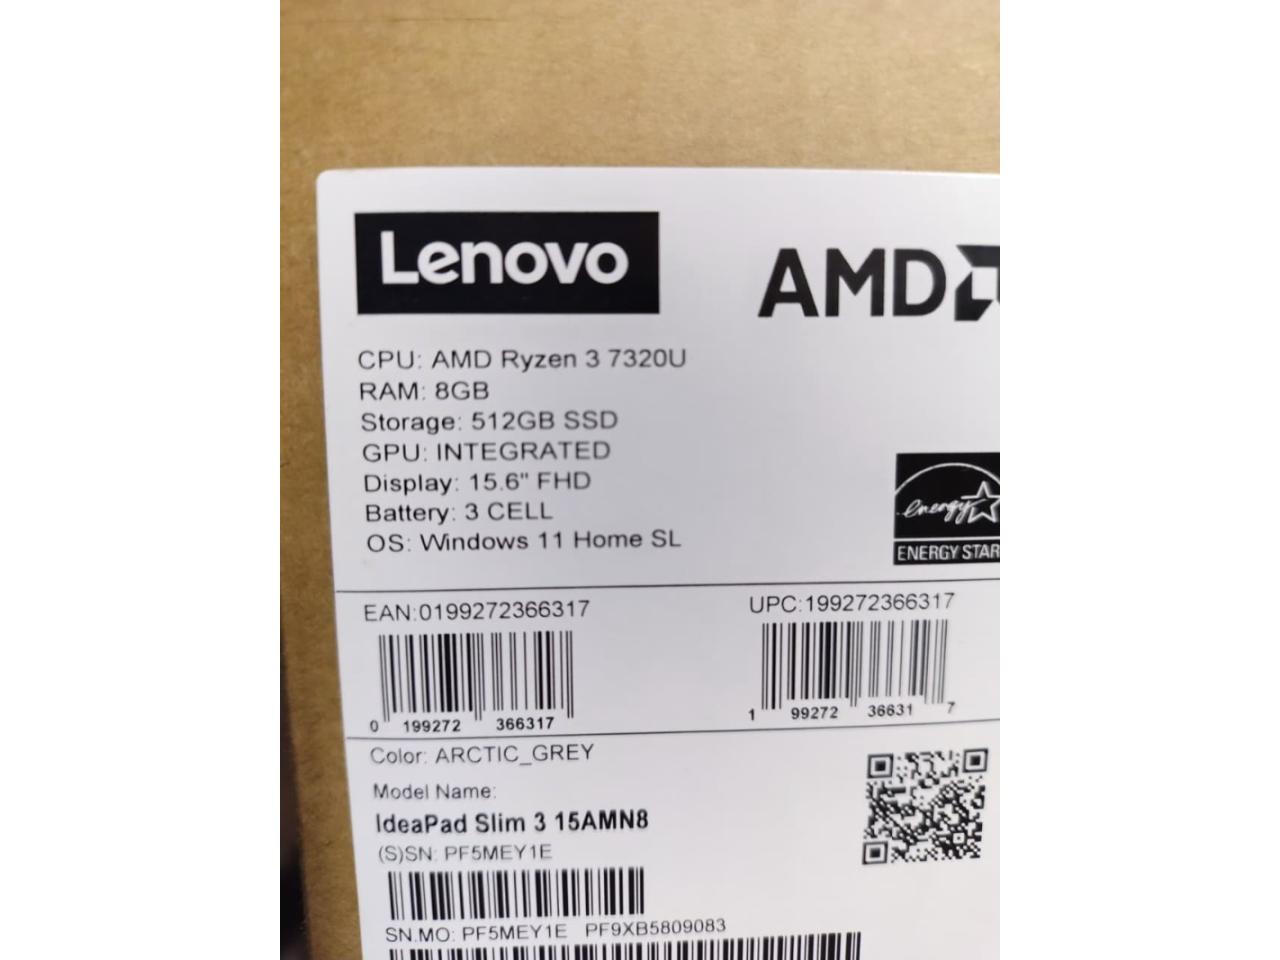 Lenovo
AMD
CPU: AMD Ryzen 3 7320U
RAM: 8GB
Storage: 512GB SSD
GPU: INTEGRATED
Display: 15.6" FHD
Battery: 3 CELL
OS: Windows 11 Home SL
energy
ENERGY STAR
EAN:0199272366317
UPC:199272366317
0 199272 366317
1 99272 36631 7
Color: ARCTIC_GREY
Model Name:
IdeaPad Slim 3 15AMN8
(S)SN: PF5MEY1E
SN.MO: PF5MEY1E PF9XB5809083